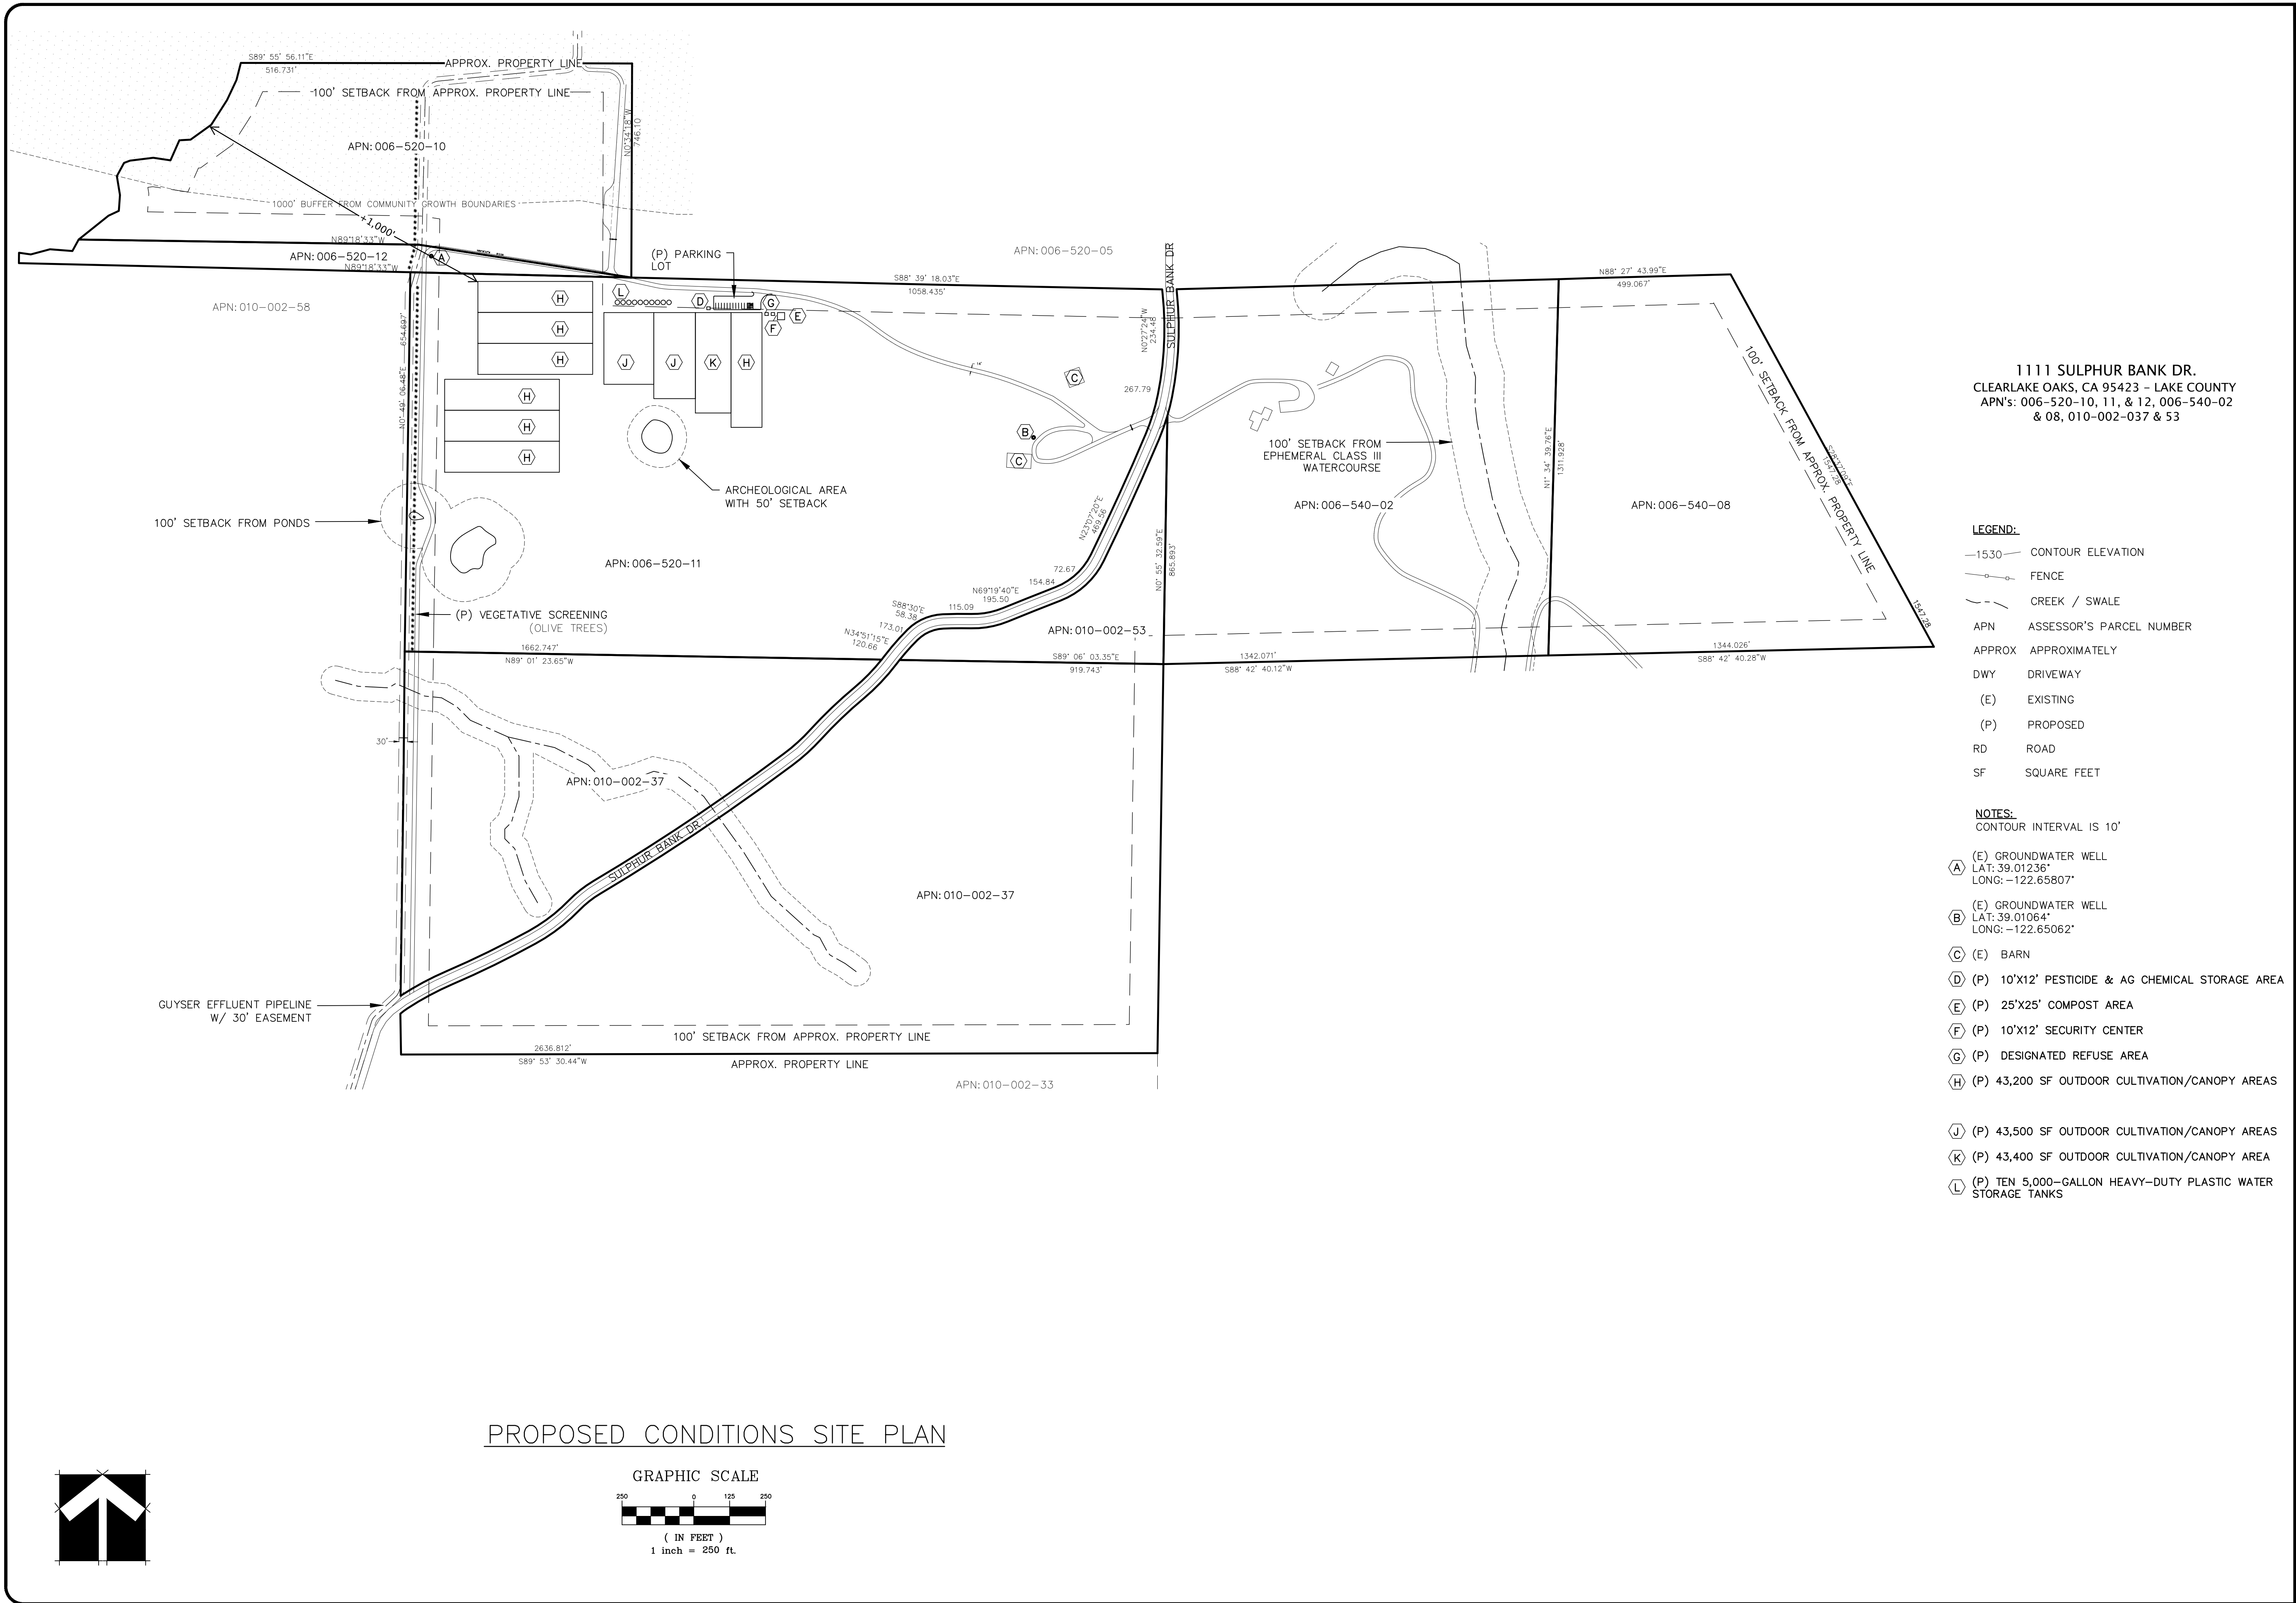 S89° 55' 56.11"E
516.731'
APPROX. PROPERTY LINE
100' SETBACK FROM APPROX. PROPERTY LINE
N0°34'18"W
746.10
APN: 006-520-10
1000' BUFFER FROM COMMUNITY GROWTH BOUNDARIES
+1,000'
N89°18'33"W
APN: 006-520-12
N89°18'33"W
A
(P) PARKING
LOT
APN: 006-520-05
SULPHUR BANK DR
S88° 39' 18.03"E
1058.435'
N88° 27' 43.99"E
499.067'
APN: 010-002-58
L
D
G
E
F
H
H
H
J
J
K
H
H
H
H
654.697'
N0° 49' 06.48"E
N0°27'24"W
234.48
SULPHUR BANK DR
267.79
14'
C
B
C
100' SETBACK FROM
EPHEMERAL CLASS III
WATERCOURSE
N1° 34' 39.76"E
1311.928'
100' SETBACK FROM APPROX. PROPERTY LINE
1547.28
1547.28
APN: 006-540-02
APN: 006-540-08
ARCHEOLOGICAL AREA
WITH 50' SETBACK
100' SETBACK FROM PONDS
APN: 006-520-11
(P) VEGETATIVE SCREENING
(OLIVE TREES)
N23°07'20"E
469.56
72.67
154.84
N69°19'40"E
195.50
115.09
S88°30'E
58.38
173.01
N34°51'15"E
120.66
N0° 55' 32.59"E
865.893'
APN: 010-002-53
1662.747'
N89° 01' 23.65"W
S89° 06' 03.35"E
919.743'
1342.071'
S88° 42' 40.12"W
1344.026'
S88° 42' 40.28"W
30'
APN: 010-002-37
SULPHUR BANK DR
APN: 010-002-37
GUYSER EFFLUENT PIPELINE
W/ 30' EASEMENT
100' SETBACK FROM APPROX. PROPERTY LINE
2636.812'
S89° 53' 30.44"W
APPROX. PROPERTY LINE
APN: 010-002-33
1111 SULPHUR BANK DR.
CLEARLAKE OAKS, CA 95423 - LAKE COUNTY
APN's: 006-520-10, 11, & 12, 006-540-02
& 08, 010-002-037 & 53
LEGEND:
1530 CONTOUR ELEVATION
FENCE
CREEK / SWALE
APN ASSESSOR'S PARCEL NUMBER
APPROX APPROXIMATELY
DWY DRIVEWAY
(E) EXISTING
(P) PROPOSED
RD ROAD
SF SQUARE FEET
NOTES:
CONTOUR INTERVAL IS 10'
A (E) GROUNDWATER WELL
LAT: 39.01236°
LONG: -122.65807°
B (E) GROUNDWATER WELL
LAT: 39.01064°
LONG: -122.65062°
C (E) BARN
D (P) 10'X12' PESTICIDE & AG CHEMICAL STORAGE AREA
E (P) 25'X25' COMPOST AREA
F (P) 10'X12' SECURITY CENTER
G (P) DESIGNATED REFUSE AREA
H (P) 43,200 SF OUTDOOR CULTIVATION/CANOPY AREAS
J (P) 43,500 SF OUTDOOR CULTIVATION/CANOPY AREAS
K (P) 43,400 SF OUTDOOR CULTIVATION/CANOPY AREA
L (P) TEN 5,000-GALLON HEAVY-DUTY PLASTIC WATER
STORAGE TANKS
PROPOSED CONDITIONS SITE PLAN
GRAPHIC SCALE
250 0 125 250
( IN FEET )
1 inch = 250 ft.